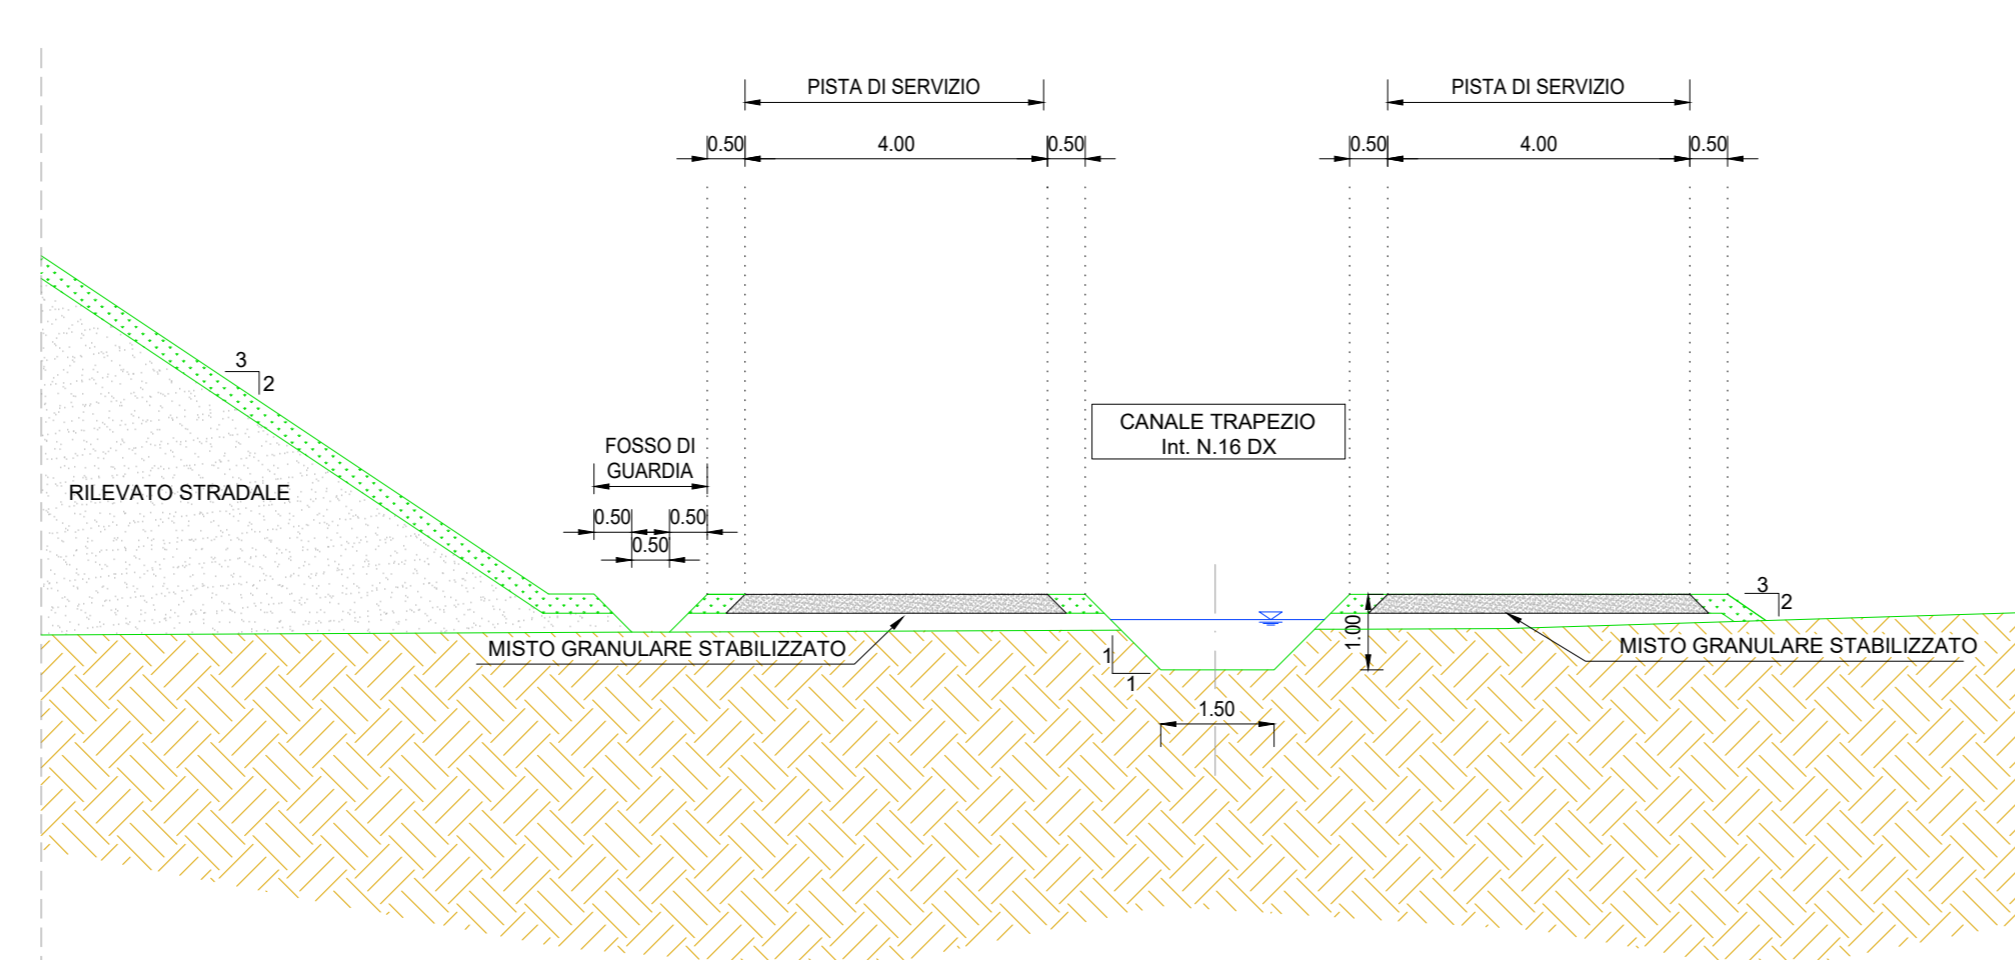 PISTA DI SERVIZIO
PISTA DI SERVIZIO
0.50
4.00
0.50
0.50
4.00
0.50
3
2
CANALE TRAPEZIO
Int. N.16 DX
FOSSO DI
GUARDIA
RILEVATO STRADALE
0.50
0.50
0.50
3
2
1.00
MISTO GRANULARE STABILIZZATO
MISTO GRANULARE STABILIZZATO
1
1
1.50